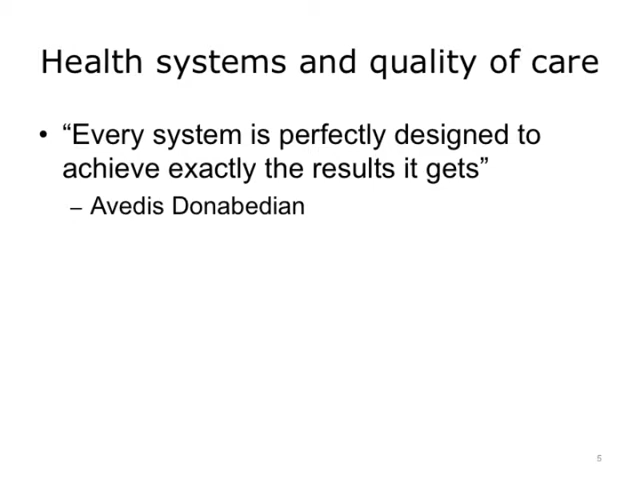 Health systems and quality of care
• “Every system is perfectly designed to
achieve exactly the results it gets”
– Avedis Donabedian
5